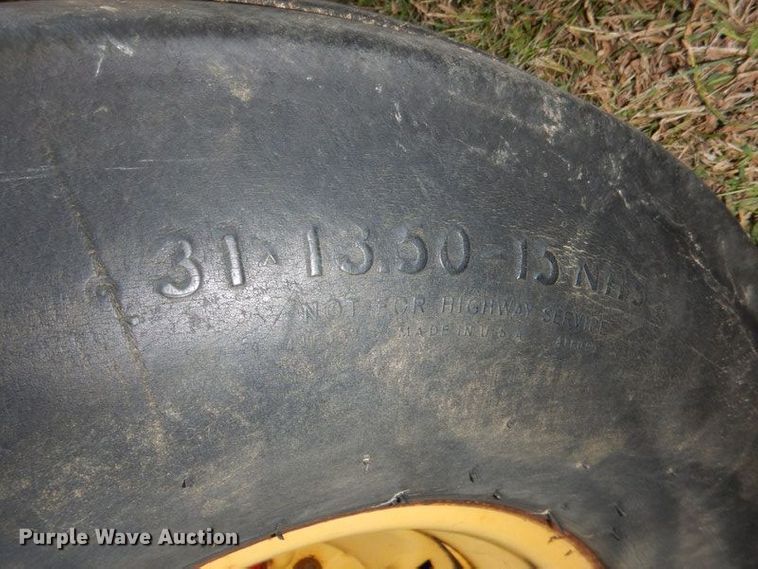 31x13.50-15 NHS
NOT FOR HIGHWAY SERVICE
MADE IN U.S.A.
Purple Wave Auction